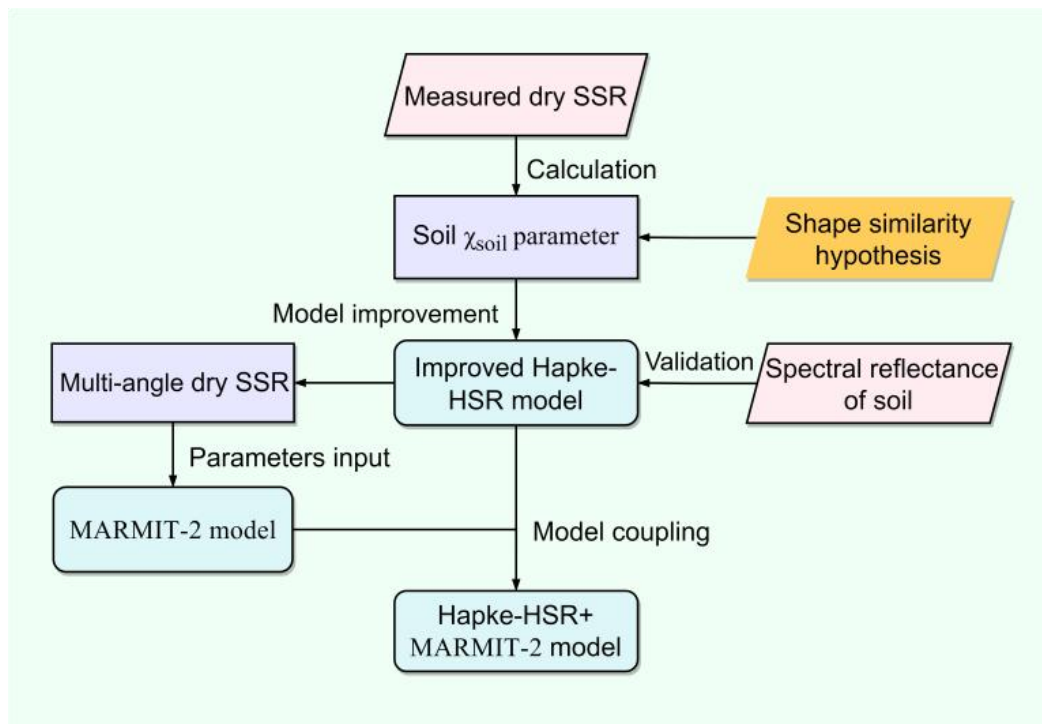 Measured dry SSR
Calculation
Soil χsoil parameter
Shape similarity
hypothesis
Model improvement
Multi-angle dry SSR
Improved Hapke-
HSR model
Validation
Spectral reflectance
of soil
Parameters input
MARMIT-2 model
Model coupling
Hapke-HSR+
MARMIT-2 model